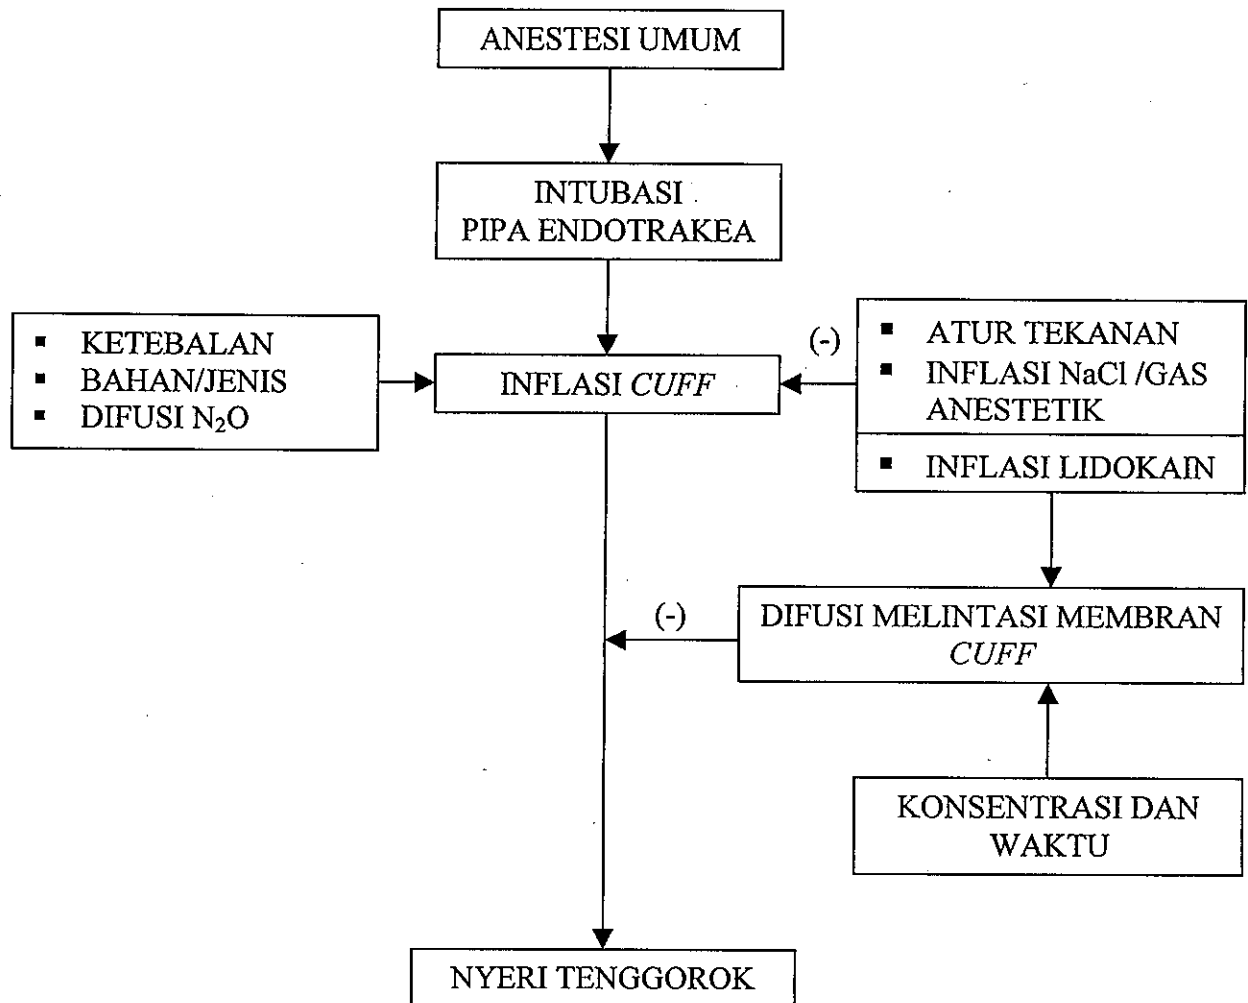 ANESTESI UMUM
INTUBASI
PIPA ENDOTRAKEA
▪ KETEBALAN
▪ BAHAN/JENIS
▪ DIFUSI N₂O
INFLASI CUFF
(-)
▪ ATUR TEKANAN
▪ INFLASI NaCl /GAS
ANESTETIK
▪ INFLASI LIDOKAIN
(-)
DIFUSI MELINTASI MEMBRAN
CUFF
KONSENTRASI DAN
WAKTU
NYERI TENGGOROK